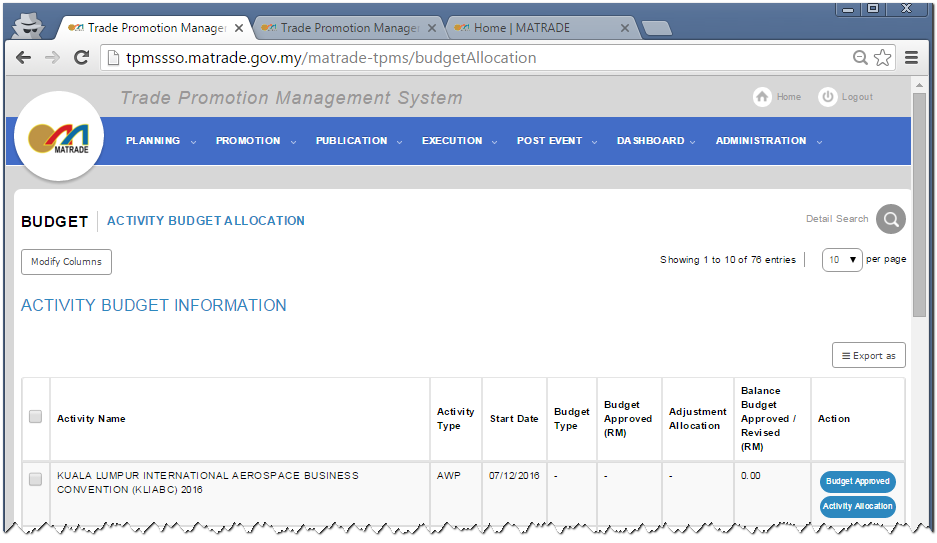 Trade Promotion Manager
Trade Promotion Manager
Home | MATRADE
tpmssso.matrade.gov.my/matrade-tpms/budgetAllocation
Trade Promotion Management System
Home
Logout
MATRADE
PLANNING
PROMOTION
PUBLICATION
EXECUTION
POST EVENT
DASHBOARD
ADMINISTRATION
BUDGET
ACTIVITY BUDGET ALLOCATION
Detail Search
Modify Columns
Showing 1 to 10 of 76 entries
10
per page
ACTIVITY BUDGET INFORMATION
Export as
Activity Name
Activity
Type
Start Date
Budget
Type
Budget
Approved
(RM)
Adjustment
Allocation
Balance
Budget
Approved /
Revised
(RM)
Action
KUALA LUMPUR INTERNATIONAL AEROSPACE BUSINESS
CONVENTION (KLIABC) 2016
AWP
07/12/2016
-
-
-
0.00
Budget Approved
Activity Allocation